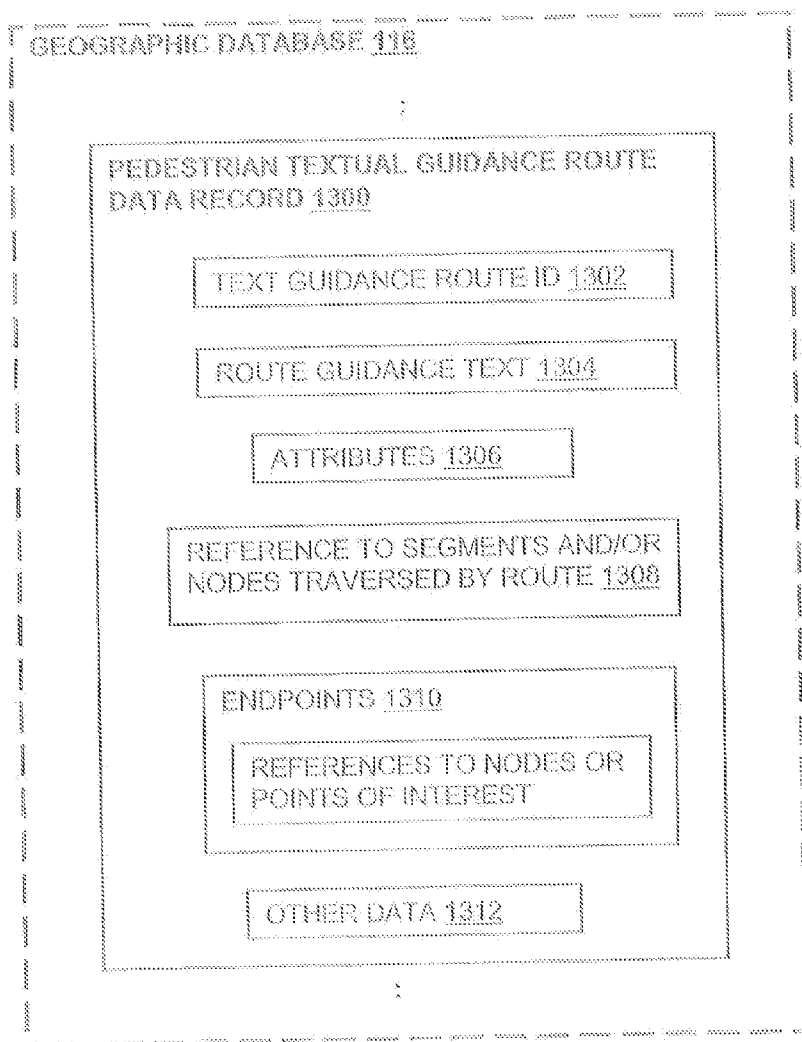 GEOGRAPHIC DATABASE 116
PEDESTRIAN TEXTUAL GUIDANCE ROUTE
DATA RECORD 1300
TEXT GUIDANCE ROUTE ID 1302
ROUTE GUIDANCE TEXT 1304
ATTRIBUTES 1306
REFERENCE TO SEGMENTS AND/OR
NODES TRAVERSED BY ROUTE 1308
ENDPOINTS 1310
REFERENCES TO NODES OR
POINTS OF INTEREST
OTHER DATA 1312